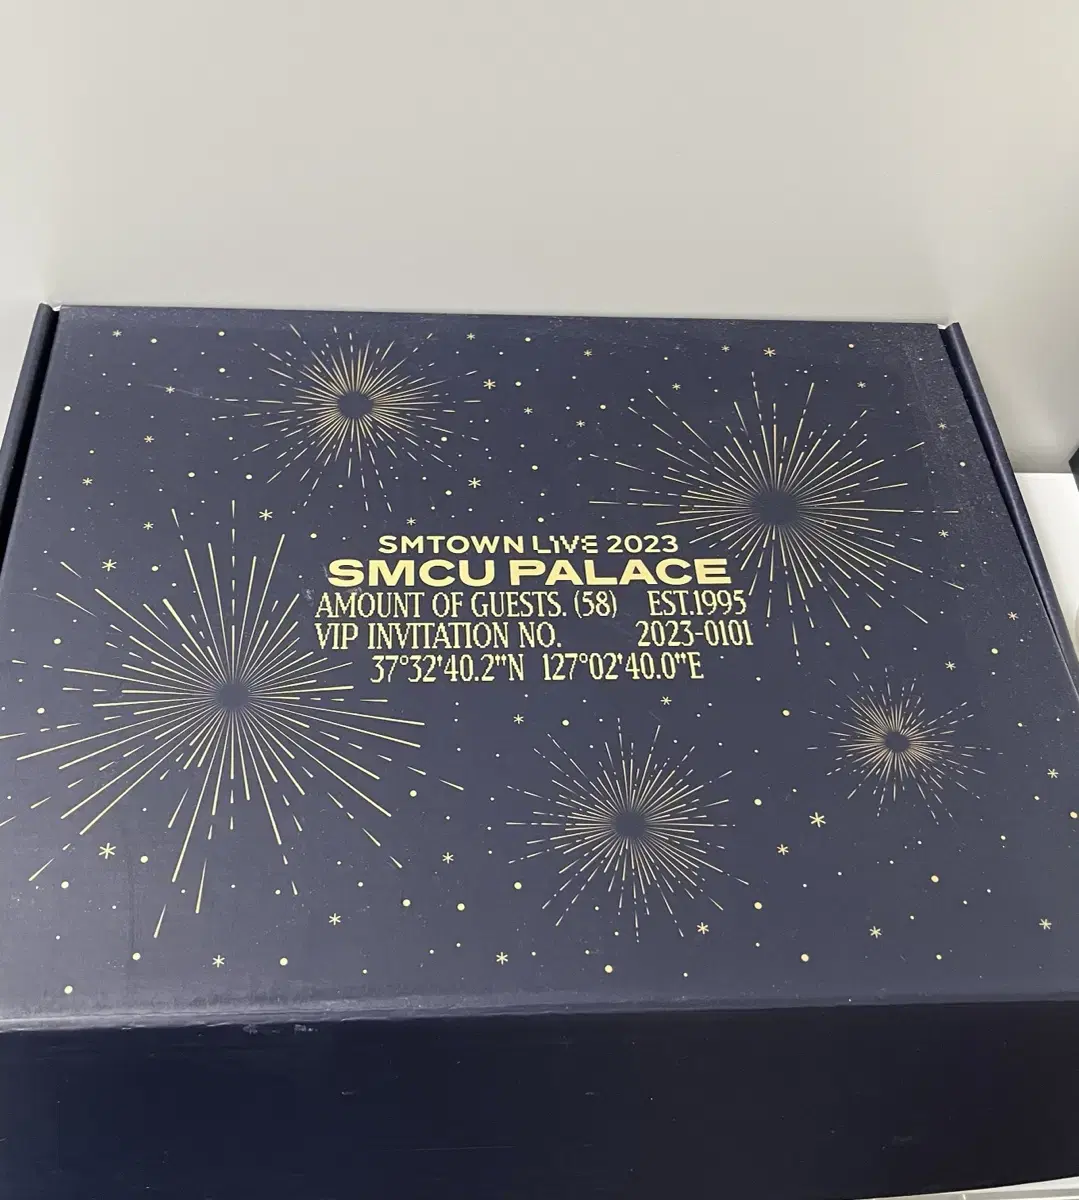 SMTOWN LIVE 2023
SMCU PALACE
AMOUNT OF GUESTS. (58) EST.1995
VIP INVITATION NO. 2023-0101
37°32'40.2"N 127°02'40.0"E